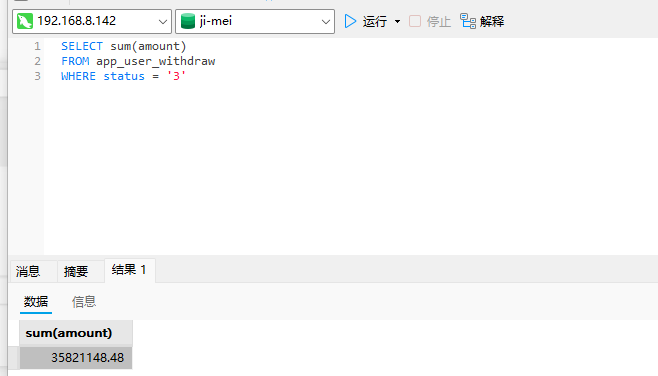 192.168.8.142 ji-mei 运行 停止 解释
1 SELECT sum(amount)
2 FROM app_user_withdraw
3 WHERE status = '3'
消息 摘要 结果 1
数据 信息
sum(amount)
35821148.48